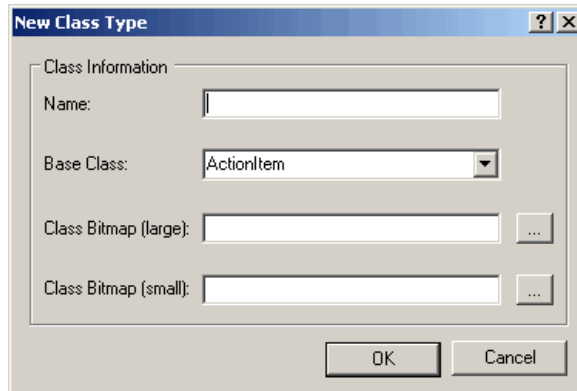 New Class Type
Class Information
Name:
Base Class: ActionItem
Class Bitmap (large): ...
Class Bitmap (small): ...
OK Cancel